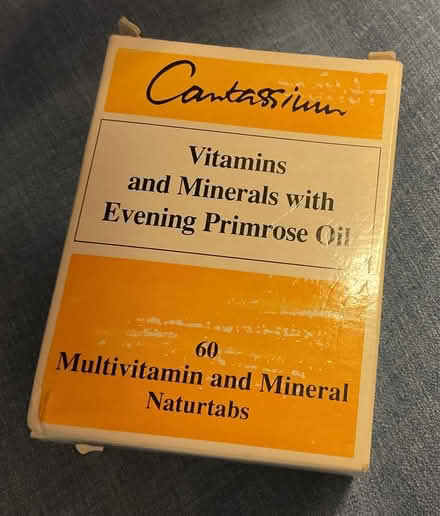 Cantassium
Vitamins
and Minerals with
Evening Primrose Oil
60
Multivitamin and Mineral
Naturtabs